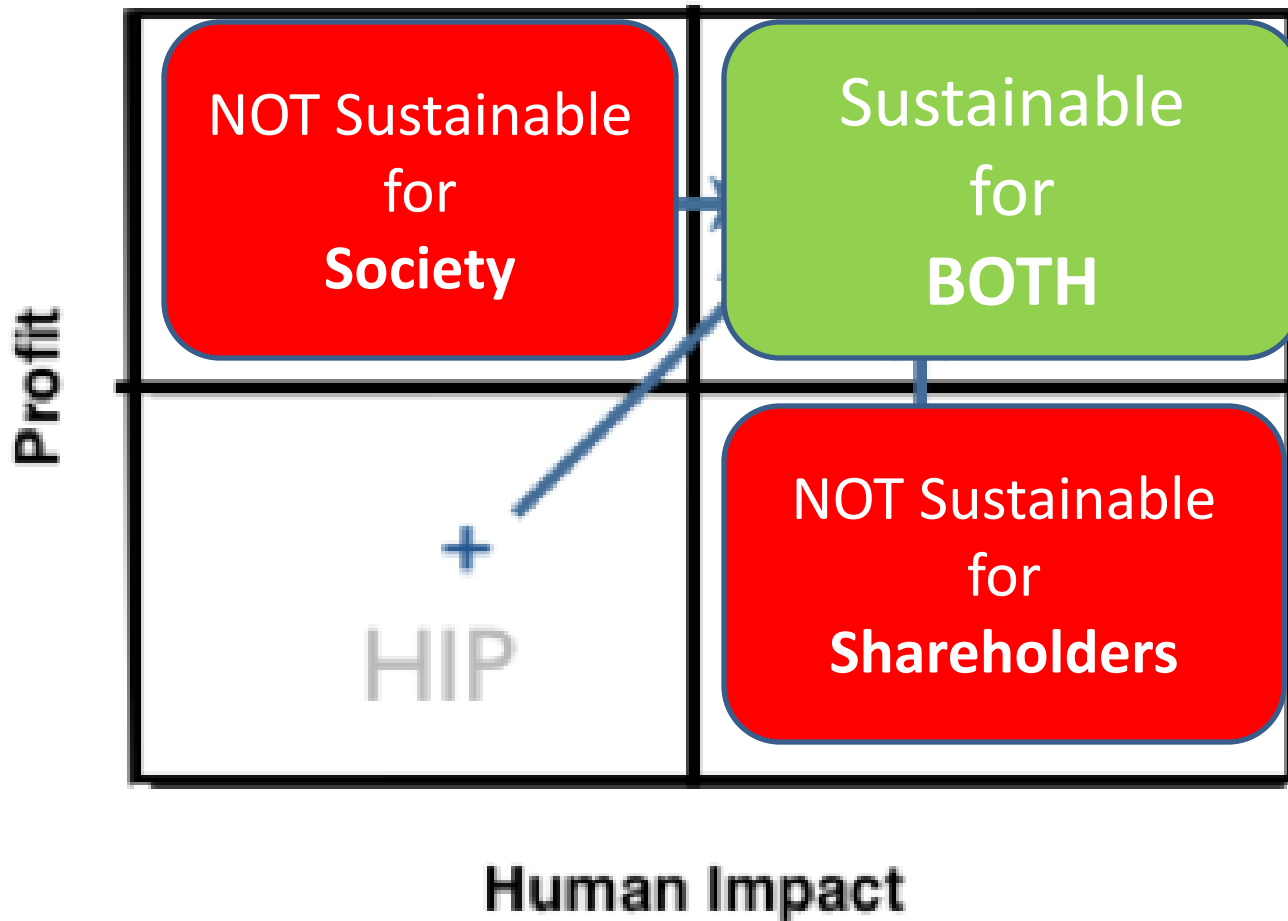 NOT Sustainable
for
Society
Sustainable
for
BOTH
Profit
+
HIP
NOT Sustainable
for
Shareholders
Human Impact